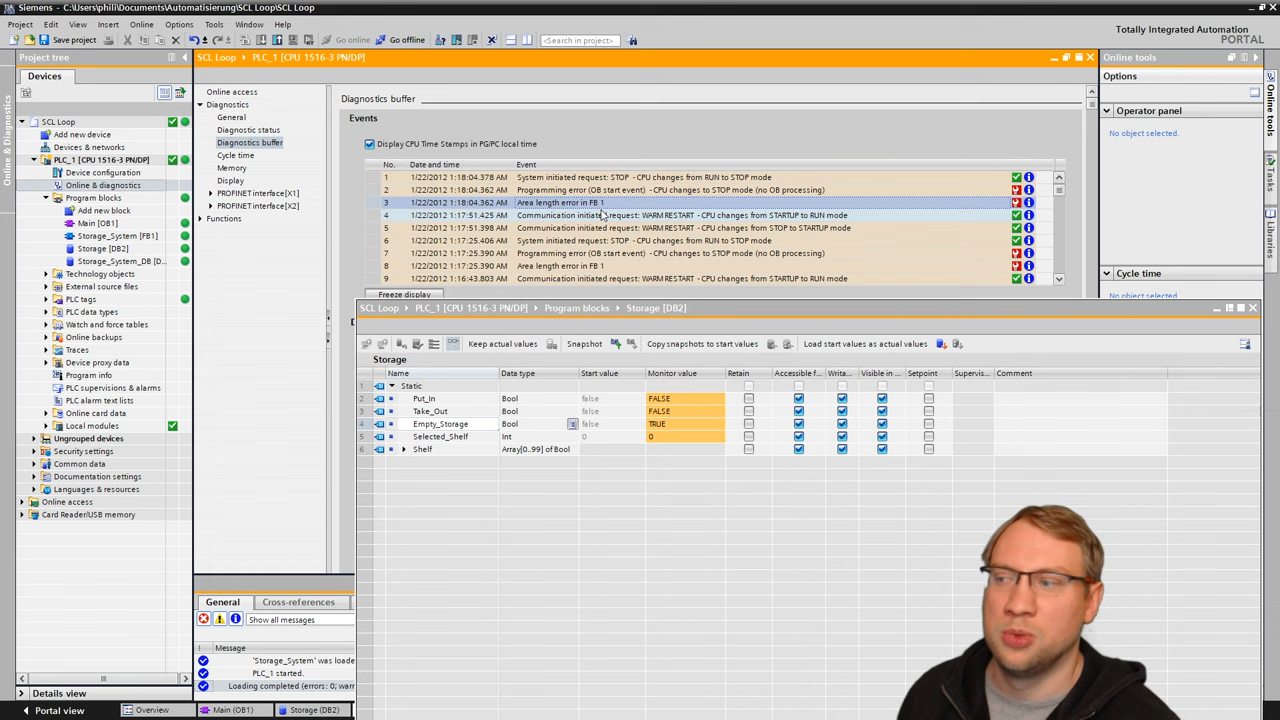 Siemens - C:\Users\phili\Documents\Automatisierung\SCL Loop\SCL Loop
Project Edit View Insert Online Options Tools Window Help
Totally Integrated Automation
PORTAL
Save project
Go online
Go offline
<Search in project>
Project tree
SCL Loop ▸ PLC_1 [CPU 1516-3 PN/DP]
Online tools
Devices
Options
Online access
Diagnostics
General
Diagnostic status
Diagnostics buffer
Cycle time
Memory
Display
PROFINET interface[X1]
PROFINET interface [X2]
Functions
SCL Loop
Add new device
Devices & networks
PLC_1 [CPU 1516-3 PN/DP]
Device configuration
Online & diagnostics
Program blocks
Add new block
Main [OB1]
Storage_System [FB1]
Storage [DB2]
Storage_System_DB [D...
Technology objects
External source files
PLC tags
PLC data types
Watch and force tables
Online backups
Traces
Device proxy data
Program info
PLC supervisions & alarms
PLC alarm text lists
Online card data
Local modules
Ungrouped devices
Security settings
Common data
Documentation settings
Languages & resources
Online access
Card Reader/USB memory
Diagnostics buffer
Events
Display CPU Time Stamps in PG/PC local time
No. Date and time Event
1 1/22/2012 1:18:04.378 AM System initiated request: STOP - CPU changes from RUN to STOP mode
2 1/22/2012 1:18:04.362 AM Programming error (OB start event) - CPU changes to STOP mode (no OB processing)
3 1/22/2012 1:18:04.362 AM Area length error in FB 1
4 1/22/2012 1:17:51.425 AM Communication initiated request: WARM RESTART - CPU changes from STARTUP to RUN mode
5 1/22/2012 1:17:51.398 AM Communication initiated request: WARM RESTART - CPU changes from STOP to STARTUP mode
6 1/22/2012 1:17:25.406 AM System initiated request: STOP - CPU changes from RUN to STOP mode
7 1/22/2012 1:17:25.390 AM Programming error (OB start event) - CPU changes to STOP mode (no OB processing)
8 1/22/2012 1:17:25.390 AM Area length error in FB 1
9 1/22/2012 1:16:43.803 AM Communication initiated request: WARM RESTART - CPU changes from STARTUP to RUN mode
Freeze display
Operator panel
No object selected.
Cycle time
No object selected.
Online & Diagnostics
Online tools
Tasks
Libraries
SCL Loop ▸ PLC_1 [CPU 1516-3 PN/DP] ▸ Program blocks ▸ Storage [DB2]
Keep actual values Snapshot Copy snapshots to start values Load start values as actual values
Storage
Name Data type Start value Monitor value Retain Accessible f... Writa... Visible in ... Setpoint Supervis... Comment
1 Static
2 Put_In Bool false FALSE
3 Take_Out Bool false FALSE
4 Empty_Storage Bool false TRUE
5 Selected_Shelf Int 0 0
6 Shelf Array[0..99] of Bool
General Cross-references
Show all messages
! Message
'Storage_System' was loade
PLC_1 started.
Loading completed (errors: 0; warr
Details view
Portal view Overview Main (OB1) Storage (DB2)